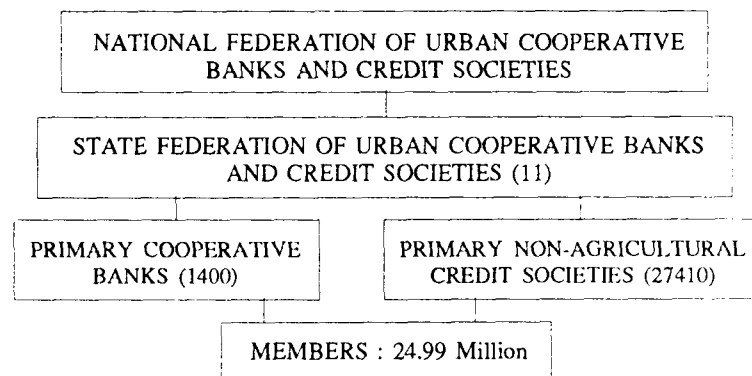 NATIONAL FEDERATION OF URBAN COOPERATIVE
BANKS AND CREDIT SOCIETIES
STATE FEDERATION OF URBAN COOPERATIVE BANKS
AND CREDIT SOCIETIES (11)
PRIMARY COOPERATIVE
BANKS (1400)
PRIMARY NON-AGRICULTURAL
CREDIT SOCIETIES (27410)
MEMBERS : 24.99 Million